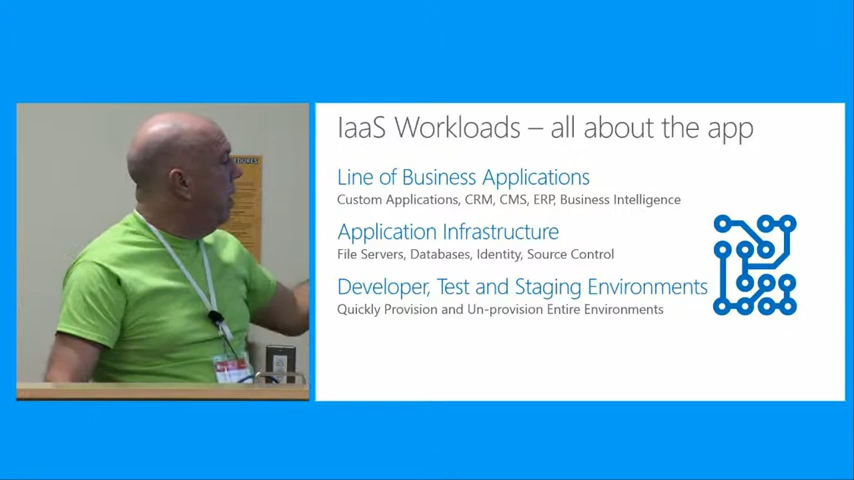 IaaS Workloads – all about the app
Line of Business Applications
Custom Applications, CRM, CMS, ERP, Business Intelligence
Application Infrastructure
File Servers, Databases, Identity, Source Control
Developer, Test and Staging Environments
Quickly Provision and Un-provision Entire Environments